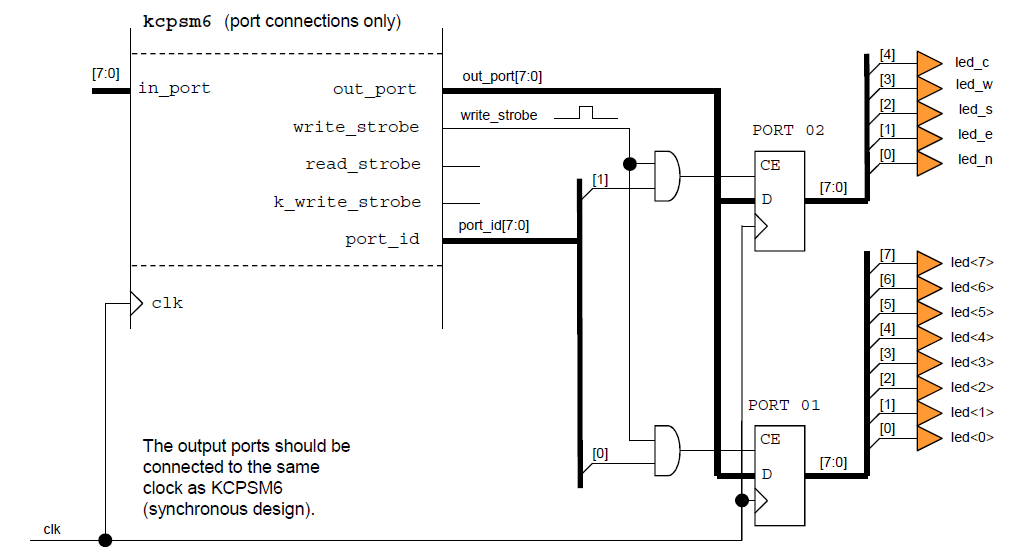 kcpsm6 (port connections only)
[7:0]
in_port
out_port
out_port[7:0]
write_strobe
write_strobe
read_strobe
k_write_strobe
port_id
port_id[7:0]
clk
[1]
[0]
PORT 02
CE
D
[7:0]
[4]
led_c
[3]
led_w
[2]
led_s
[1]
led_e
[0]
led_n
PORT 01
CE
D
[7:0]
[7]
led<7>
[6]
led<6>
[5]
led<5>
[4]
led<4>
[3]
led<3>
[2]
led<2>
[1]
led<1>
[0]
led<0>
The output ports should be
connected to the same
clock as KCPSM6
(synchronous design).
clk